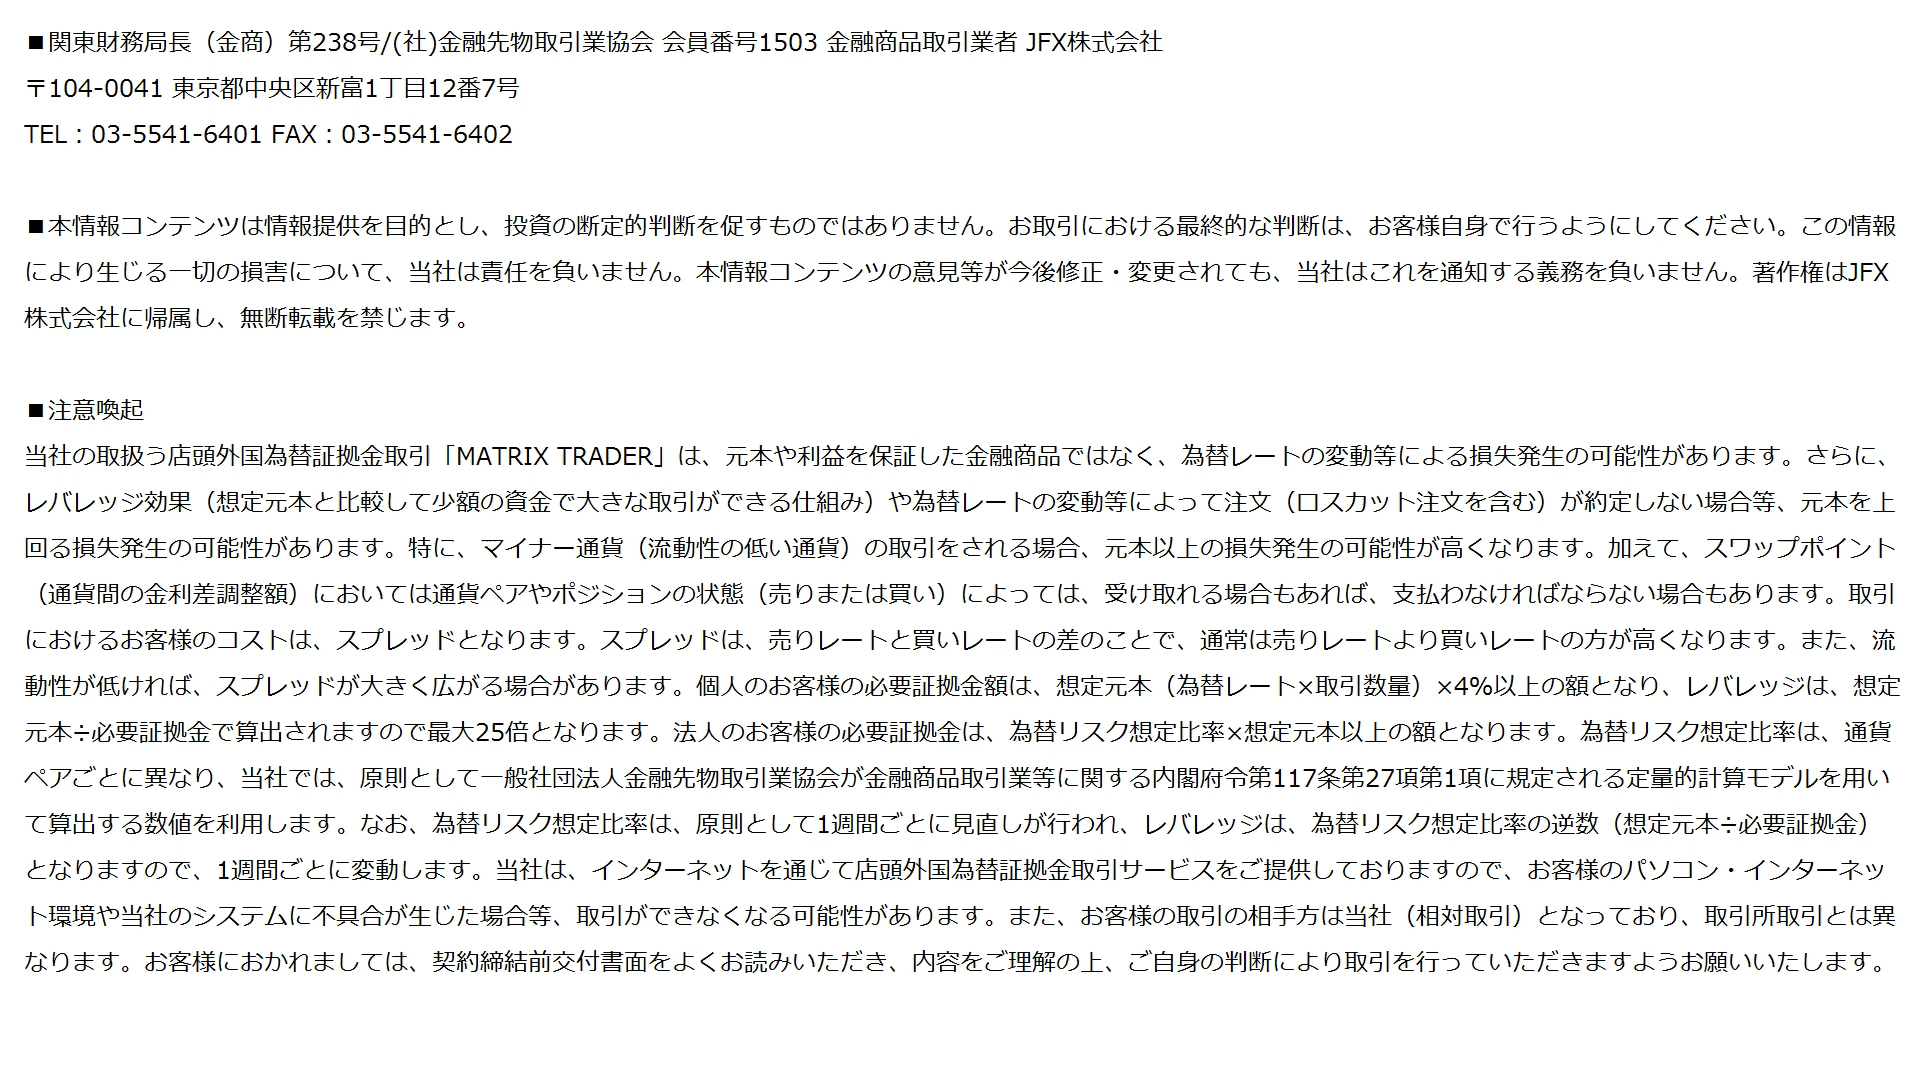 ■関東財務局長（金商）第238号/(社)金融先物取引業協会 会員番号1503 金融商品取引業者 JFX株式会社
〒104-0041 東京都中央区新富1丁目12番7号
TEL：03-5541-6401 FAX：03-5541-6402
■本情報コンテンツは情報提供を目的とし、投資の断定的判断を促すものではありません。お取引における最終的な判断は、お客様自身で行うようにしてください。この情報
により生じる一切の損害について、当社は責任を負いません。本情報コンテンツの意見等が今後修正・変更されても、当社はこれを通知する義務を負いません。著作権はJFX
株式会社に帰属し、無断転載を禁じます。
■注意喚起
当社の取扱う店頭外国為替証拠金取引「MATRIX TRADER」は、元本や利益を保証した金融商品ではなく、為替レートの変動等による損失発生の可能性があります。さらに、
レバレッジ効果（想定元本と比較して少額の資金で大きな取引ができる仕組み）や為替レートの変動等によって注文（ロスカット注文を含む）が約定しない場合等、元本を上
回る損失発生の可能性があります。特に、マイナー通貨（流動性の低い通貨）の取引をされる場合、元本以上の損失発生の可能性が高くなります。加えて、スワップポイント
（通貨間の金利差調整額）においては通貨ペアやポジションの状態（売りまたは買い）によっては、受け取れる場合もあれば、支払わなければならない場合もあります。取引
におけるお客様のコストは、スプレッドとなります。スプレッドは、売りレートと買いレートの差のことで、通常は売りレートより買いレートの方が高くなります。また、流
動性が低ければ、スプレッドが大きく広がる場合があります。個人のお客様の必要証拠金額は、想定元本（為替レート×取引数量）×4%以上の額となり、レバレッジは、想定
元本÷必要証拠金で算出されますので最大25倍となります。法人のお客様の必要証拠金は、為替リスク想定比率×想定元本以上の額となります。為替リスク想定比率は、通貨
ペアごとに異なり、当社では、原則として一般社団法人金融先物取引業協会が金融商品取引業等に関する内閣府令第117条第27項第1項に規定される定量的計算モデルを用い
て算出する数値を利用します。なお、為替リスク想定比率は、原則として1週間ごとに見直しが行われ、レバレッジは、為替リスク想定比率の逆数（想定元本÷必要証拠金）
となりますので、1週間ごとに変動します。当社は、インターネットを通じて店頭外国為替証拠金取引サービスをご提供しておりますので、お客様のパソコン・インターネッ
ト環境や当社のシステムに不具合が生じた場合等、取引ができなくなる可能性があります。また、お客様の取引の相手方は当社（相対取引）となっており、取引所取引とは異
なります。お客様におかれましては、契約締結前交付書面をよくお読みいただき、内容をご理解の上、ご自身の判断により取引を行っていただきますようお願いいたします。